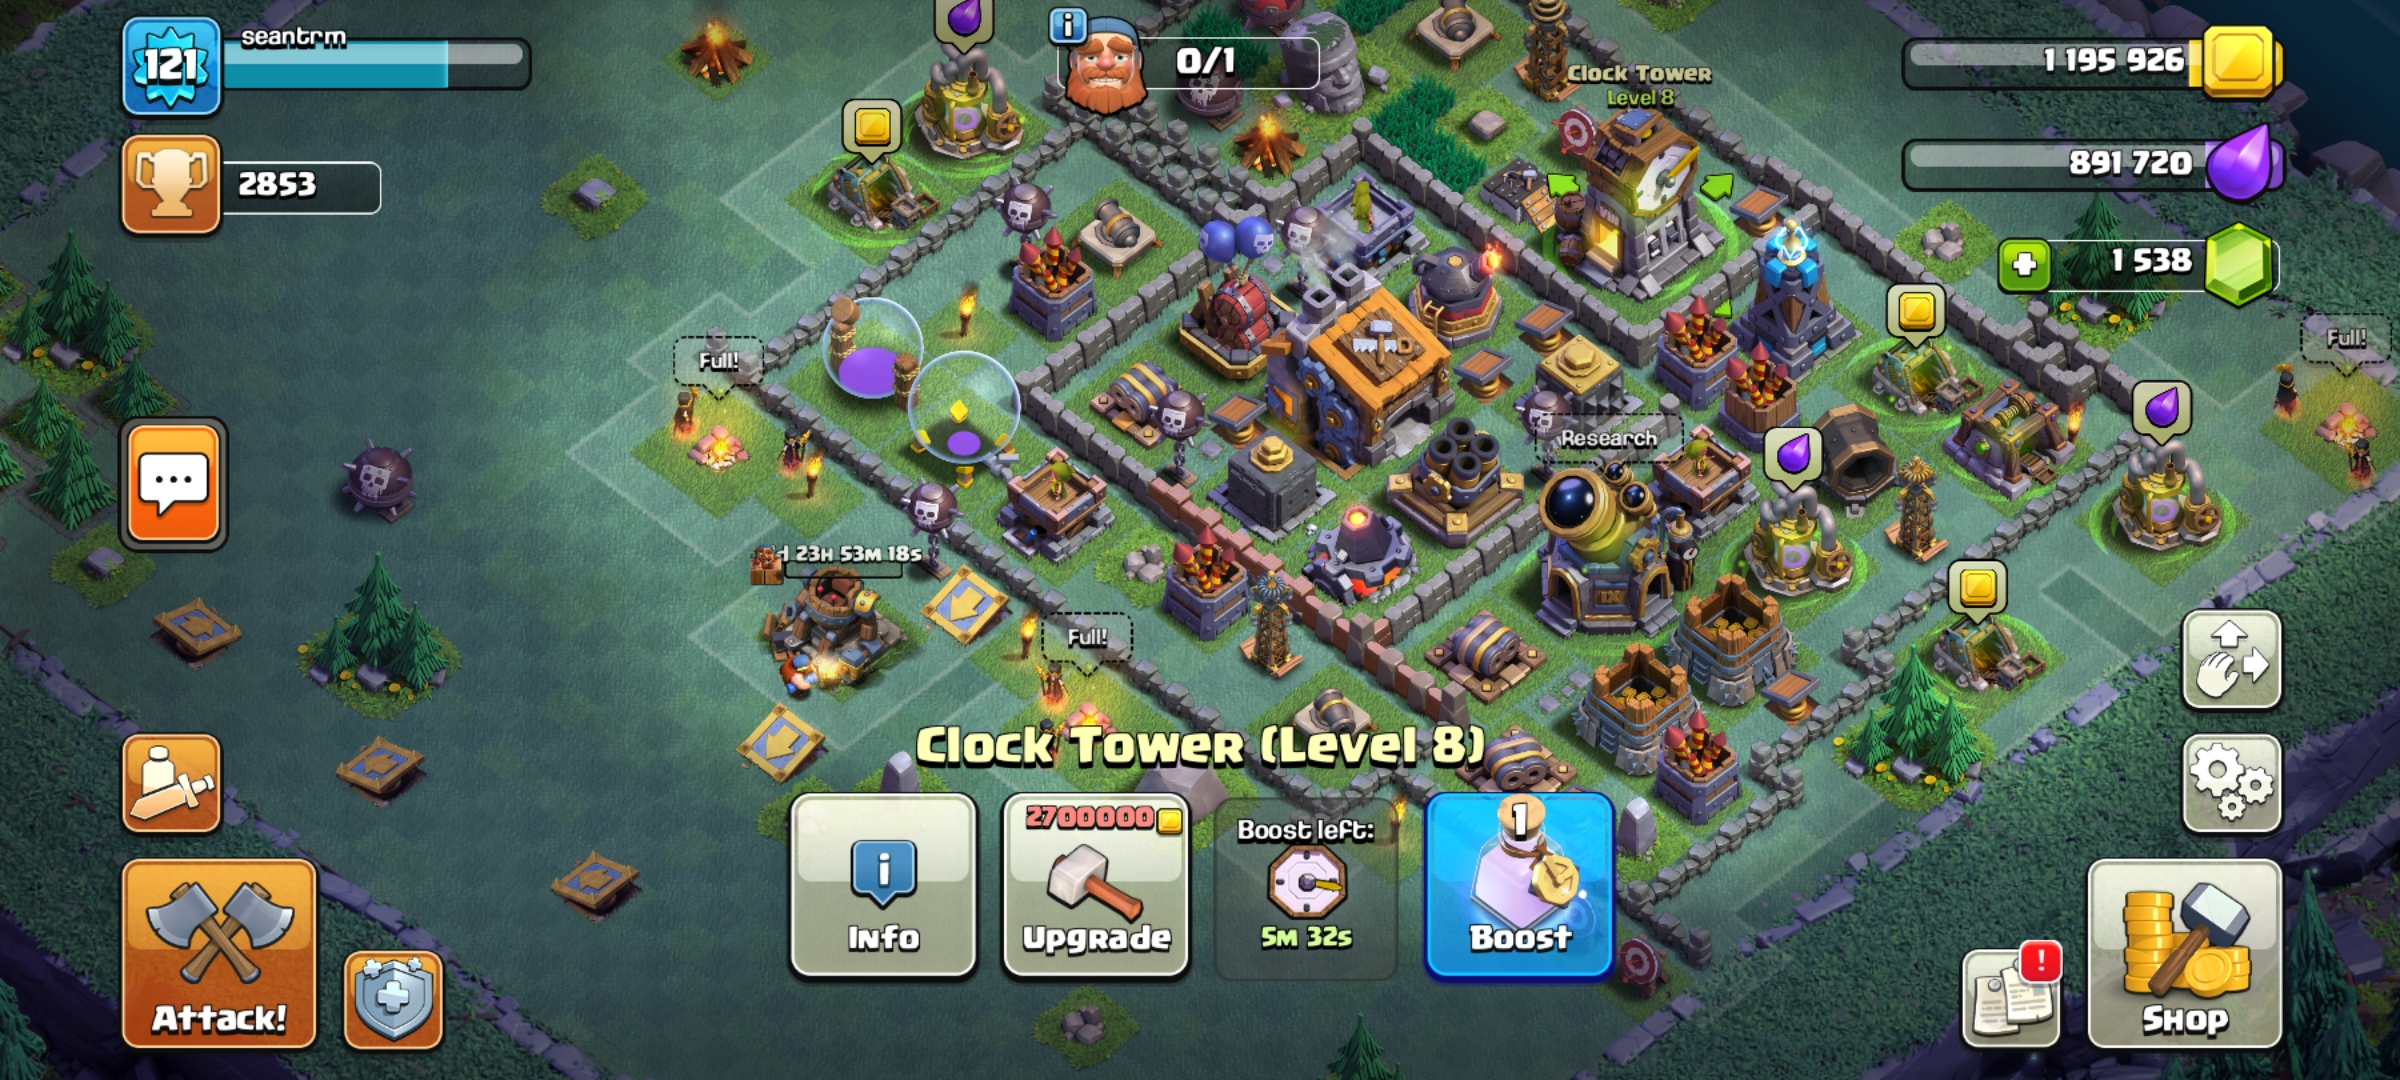 121
seantrm
0/1
1 195 926
Clock Tower
Level 8
2853
891 720
1 538
Full!
Full!
Research
23H 53M 18S
Full!
Clock Tower (Level 8)
2700000
Boost left:
1
Info
Upgrade
5M 32S
Boost
Attack!
!
Shop